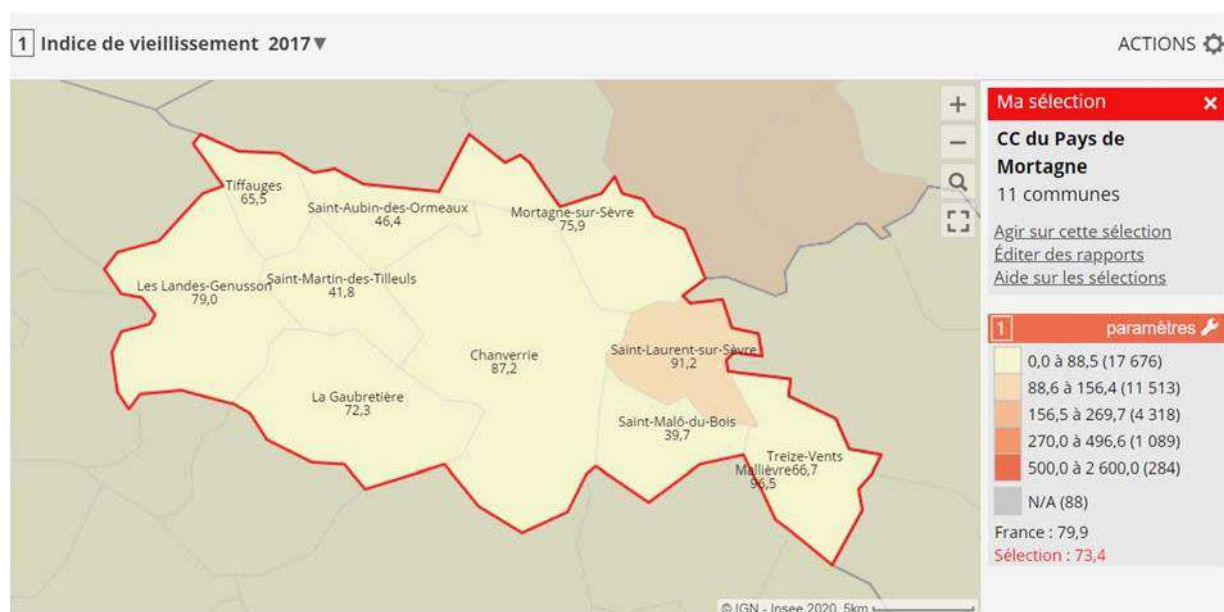 1 Indice de vieillissement 2017▼
ACTIONS
Tiffauges
65,5
Saint-Aubin-des-Ormeaux
46,4
Mortagne-sur-Sèvre
75,9
Les Landes-Genusson
79,0
Saint-Martin-des-Tilleuls
41,8
Chanverrie
87,2
Saint-Laurent-sur-Sèvre
91,2
La Gaubretière
72,3
Saint-Malô-du-Bois
39,7
Treize-Vents
66,7
Mallièvre
96,5
© IGN - Insee 2020 5km
+
−
Ma sélection ×
CC du Pays de
Mortagne
11 communes
Agir sur cette sélection
Éditer des rapports
Aide sur les sélections
1 paramètres
0,0 à 88,5 (17 676)
88,6 à 156,4 (11 513)
156,5 à 269,7 (4 318)
270,0 à 496,6 (1 089)
500,0 à 2 600,0 (284)
N/A (88)
France : 79,9
Sélection : 73,4